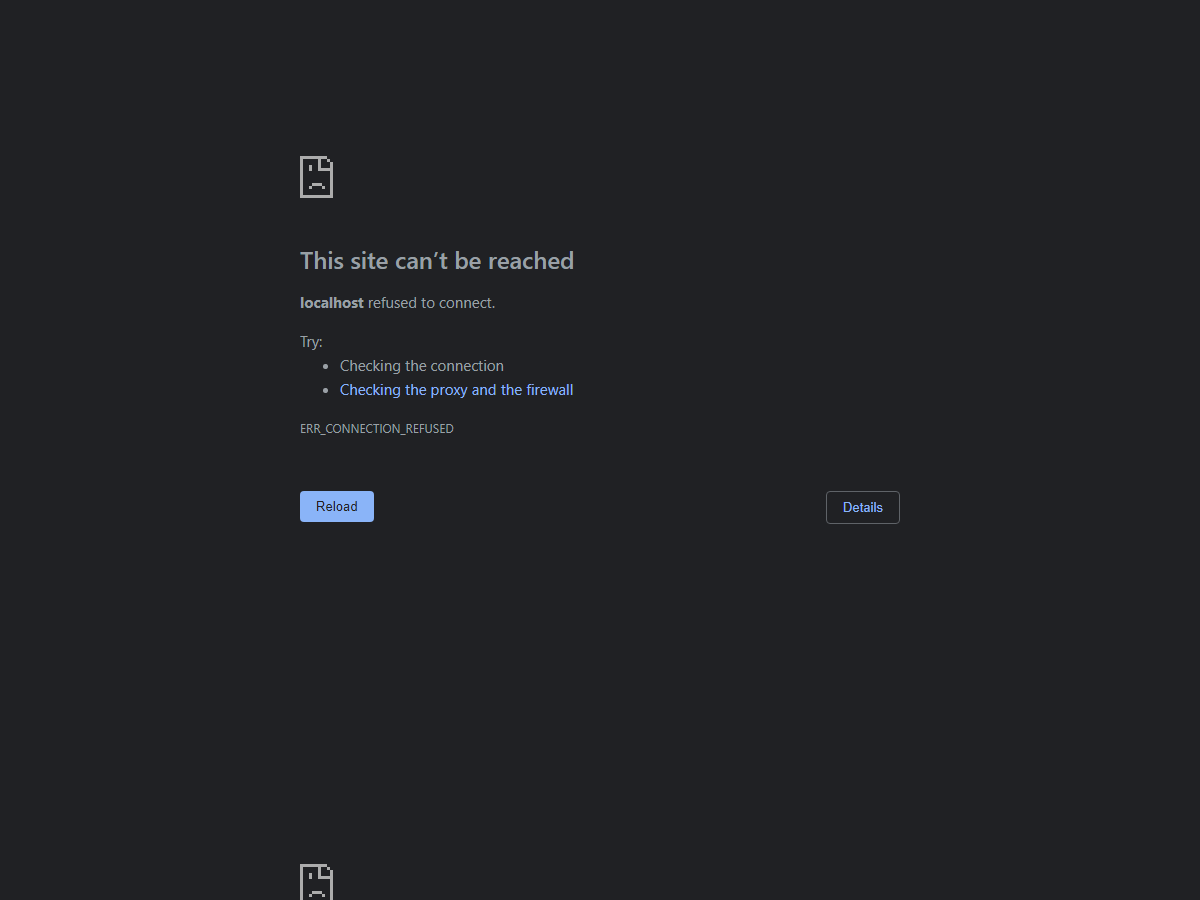 This site can’t be reached
localhost refused to connect.
Try:
Checking the connection
Checking the proxy and the firewall
ERR_CONNECTION_REFUSED
Reload
Details